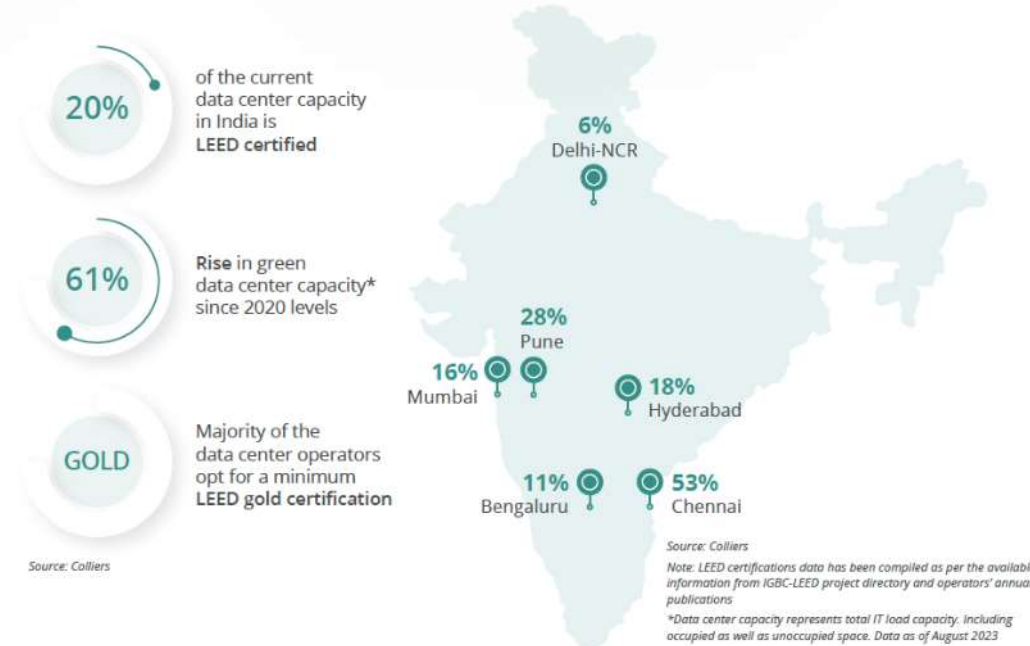 20%
of the current
data center capacity
in India is
LEED certified
61%
Rise in green
data center capacity*
since 2020 levels
GOLD
Majority of the
data center operators
opt for a minimum
LEED gold certification
Source: Colliers
6%
Delhi-NCR
28%
Pune
16%
Mumbai
18%
Hyderabad
11%
Bengaluru
53%
Chennai
Source: Colliers
Note: LEED certifications data has been compiled as per the availabl
information from IGBC-LEED project directory and operators' annua
publications
*Data center capacity represents total IT load capacity. Including
occupied as well as unoccupied space. Data as of August 2023